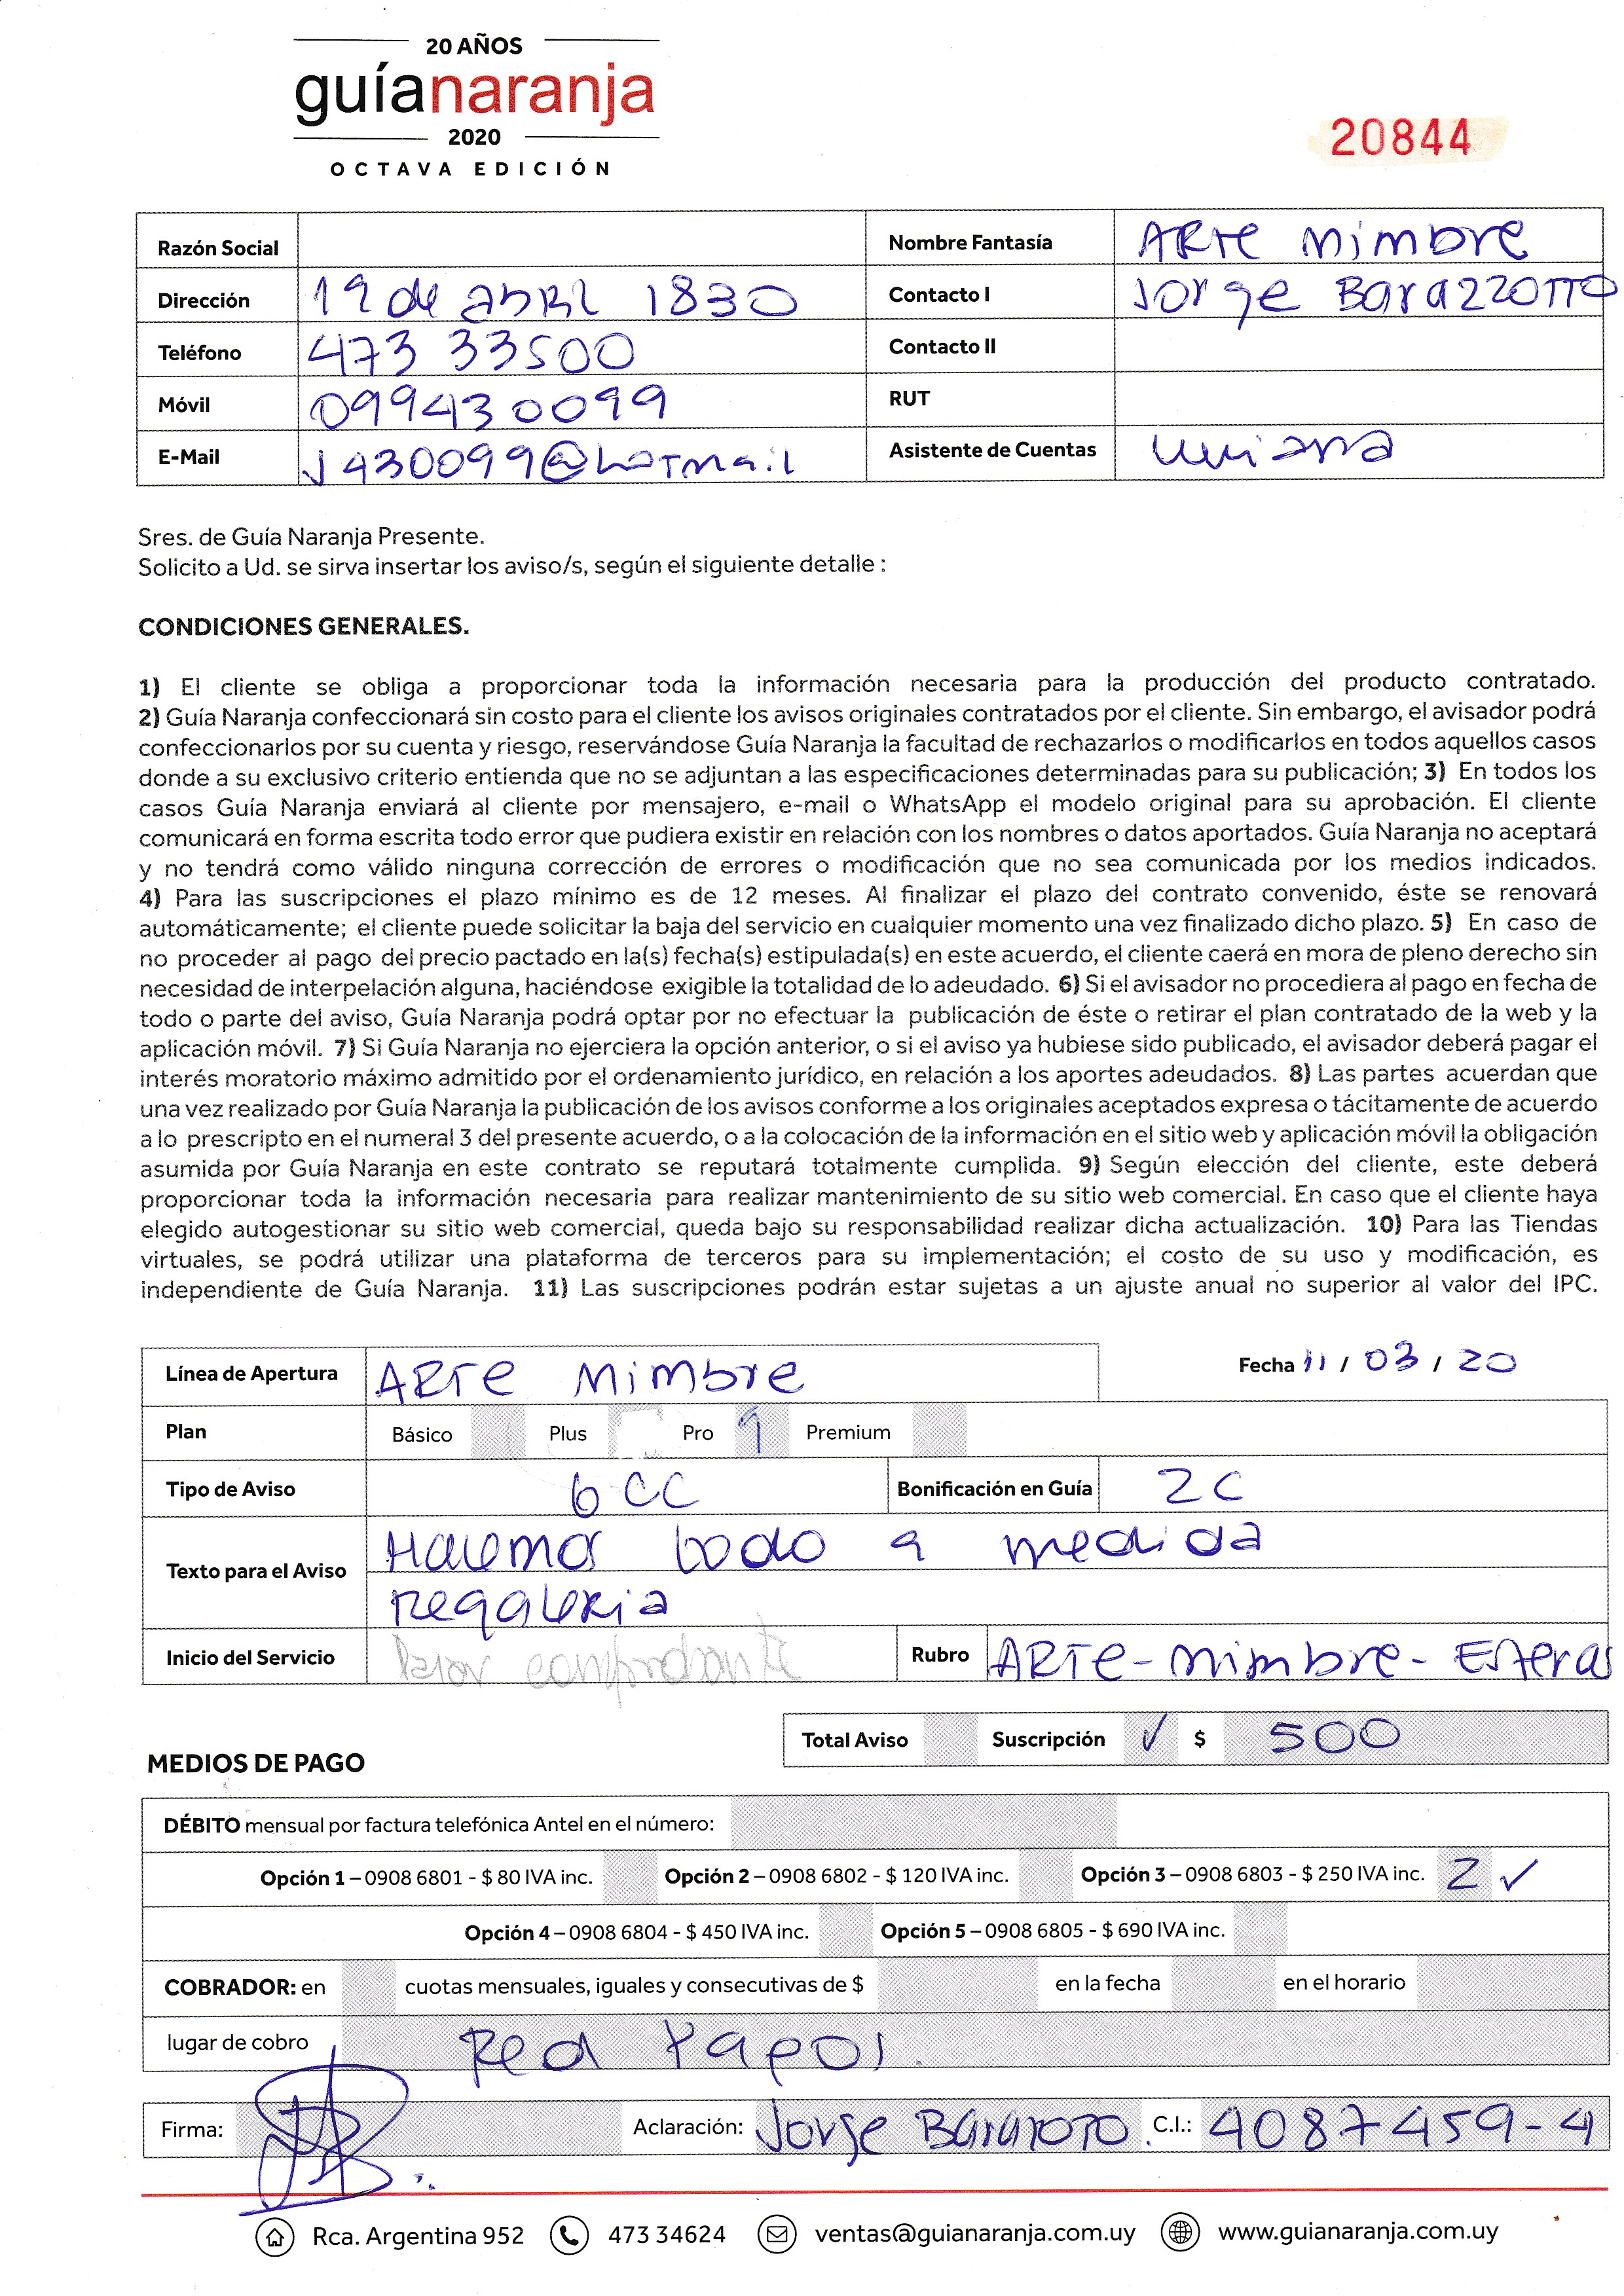 20 AÑOS
guíanaranja
2020
OCTAVA EDICIÓN
20844
Razón Social Nombre Fantasía ARTE Mimbre
Dirección 19 de abril 1830 Contacto I Jorge Barazzotto
Teléfono 473 33500 Contacto II
Móvil 099430099 RUT
E-Mail J430099@hotmail Asistente de Cuentas
Sres. de Guía Naranja Presente.
Solicito a Ud. se sirva insertar los aviso/s, según el siguiente detalle :
CONDICIONES GENERALES.
1) El cliente se obliga a proporcionar toda la información necesaria para la producción del producto contratado.
2) Guía Naranja confeccionará sin costo para el cliente los avisos originales contratados por el cliente. Sin embargo, el avisador podrá
confeccionarlos por su cuenta y riesgo, reservándose Guía Naranja la facultad de rechazarlos o modificarlos en todos aquellos casos
donde a su exclusivo criterio entienda que no se adjuntan a las especificaciones determinadas para su publicación; 3) En todos los
casos Guía Naranja enviará al cliente por mensajero, e-mail o WhatsApp el modelo original para su aprobación. El cliente
comunicará en forma escrita todo error que pudiera existir en relación con los nombres o datos aportados. Guía Naranja no aceptará
y no tendrá como válido ninguna corrección de errores o modificación que no sea comunicada por los medios indicados.
4) Para las suscripciones el plazo mínimo es de 12 meses. Al finalizar el plazo del contrato convenido, éste se renovará
automáticamente; el cliente puede solicitar la baja del servicio en cualquier momento una vez finalizado dicho plazo. 5) En caso de
no proceder al pago del precio pactado en la(s) fecha(s) estipulada(s) en este acuerdo, el cliente caerá en mora de pleno derecho sin
necesidad de interpelación alguna, haciéndose exigible la totalidad de lo adeudado. 6) Si el avisador no procediera al pago en fecha de
todo o parte del aviso, Guía Naranja podrá optar por no efectuar la publicación de éste o retirar el plan contratado de la web y la
aplicación móvil. 7) Si Guía Naranja no ejerciera la opción anterior, o si el aviso ya hubiese sido publicado, el avisador deberá pagar el
interés moratorio máximo admitido por el ordenamiento jurídico, en relación a los aportes adeudados. 8) Las partes acuerdan que
una vez realizado por Guía Naranja la publicación de los avisos conforme a los originales aceptados expresa o tácitamente de acuerdo
a lo prescripto en el numeral 3 del presente acuerdo, o a la colocación de la información en el sitio web y aplicación móvil la obligación
asumida por Guía Naranja en este contrato se reputará totalmente cumplida. 9) Según elección del cliente, este deberá
proporcionar toda la información necesaria para realizar mantenimiento de su sitio web comercial. En caso que el cliente haya
elegido autogestionar su sitio web comercial, queda bajo su responsabilidad realizar dicha actualización. 10) Para las Tiendas
virtuales, se podrá utilizar una plataforma de terceros para su implementación; el costo de su uso y modificación, es
independiente de Guía Naranja. 11) Las suscripciones podrán estar sujetas a un ajuste anual no superior al valor del IPC.
Línea de Apertura ARTE Mimbre Fecha 11 / 03 / 20
Plan Básico Plus Pro 1 Premium
Tipo de Aviso 6 CC Bonificación en Guía 2C
Texto para el Aviso Hacemos todo a medida
Regaleria
Inicio del Servicio Rubro ARTE - Mimbre - Esteras
Total Aviso Suscripción ✓ $ 500
MEDIOS DE PAGO
DÉBITO mensual por factura telefónica Antel en el número:
Opción 1 – 0908 6801 - $ 80 IVA inc. Opción 2 – 0908 6802 - $ 120 IVA inc. Opción 3 – 0908 6803 - $ 250 IVA inc. 2 ✓
Opción 4 – 0908 6804 - $ 450 IVA inc. Opción 5 – 0908 6805 - $ 690 IVA inc.
COBRADOR: en cuotas mensuales, iguales y consecutivas de $ en la fecha en el horario
lugar de cobro Red Pagos.
Firma: Aclaración: Jorge Barazoto. C.I.: 4087459-4
Rca. Argentina 952 473 34624 ventas@guianaranja.com.uy www.guianaranja.com.uy